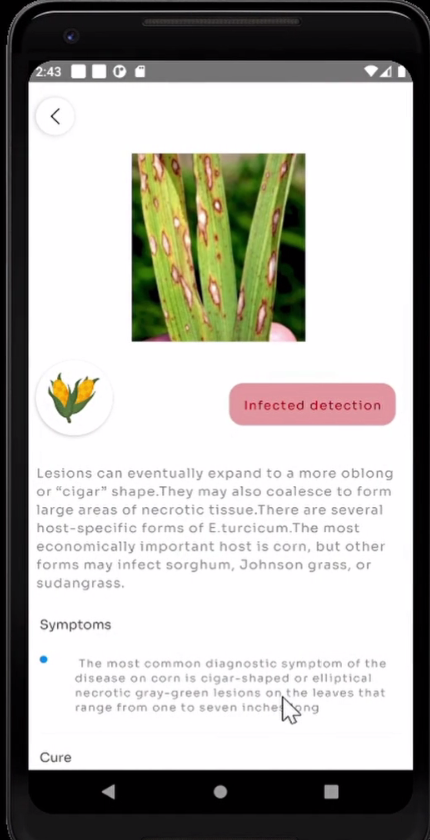 2:43
Infected detection
Lesions can eventually expand to a more oblong
or “cigar” shape.They may also coalesce to form
large areas of necrotic tissue.There are several
host-specific forms of E.turcicum.The most
economically important host is corn, but other
forms may infect sorghum, Johnson grass, or
sudangrass.
Symptoms
The most common diagnostic symptom of the
disease on corn is cigar-shaped or elliptical
necrotic gray-green lesions on the leaves that
range from one to seven inches long
Cure